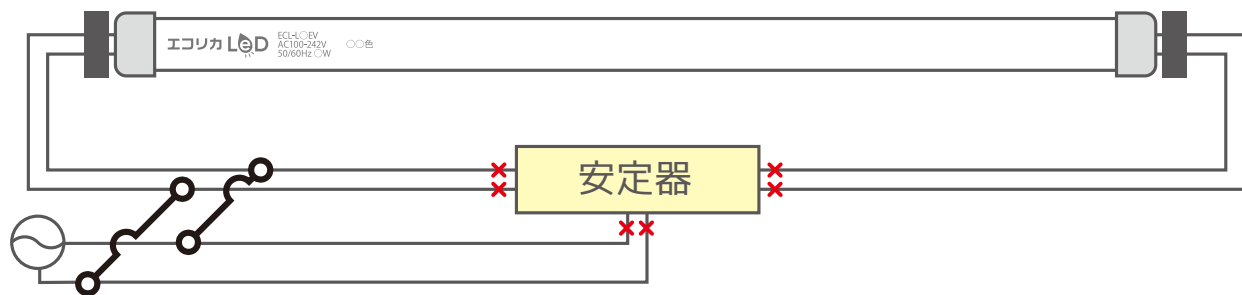 エコリカ LeD
ECL-L○EV
AC100-242V
50/60Hz ○W
○○色
安定器